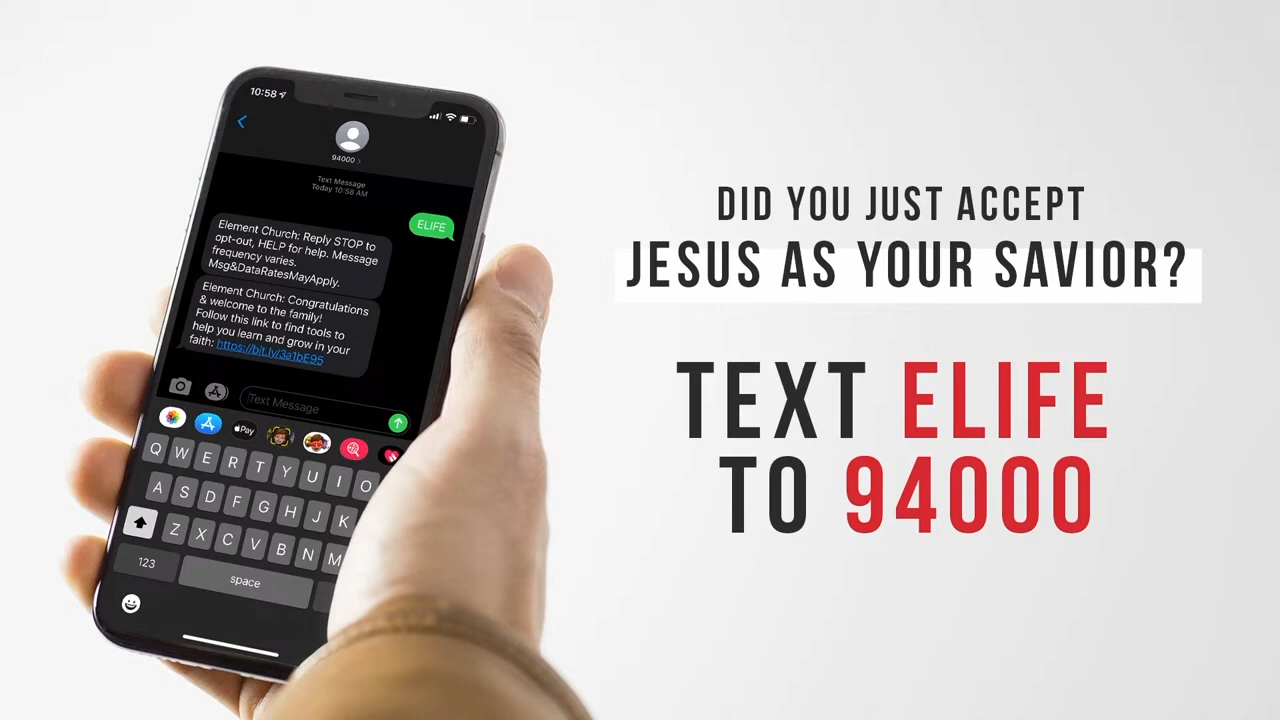 10:58
94000 >
Text Message
Today 10:58 AM
ELIFE
Element Church: Reply STOP to
opt-out, HELP for help. Message
frequency varies.
Msg&DataRatesMayApply.
Element Church: Congratulations
& welcome to the family!
Follow this link to find tools to
help you learn and grow in your
faith: https://bit.ly/3a1bE95
Text Message
Pay
Q W E R T Y U I O
A S D F G H J K
Z X C V B N M
123 space
DID YOU JUST ACCEPT
JESUS AS YOUR SAVIOR?
TEXT ELIFE
TO 94000